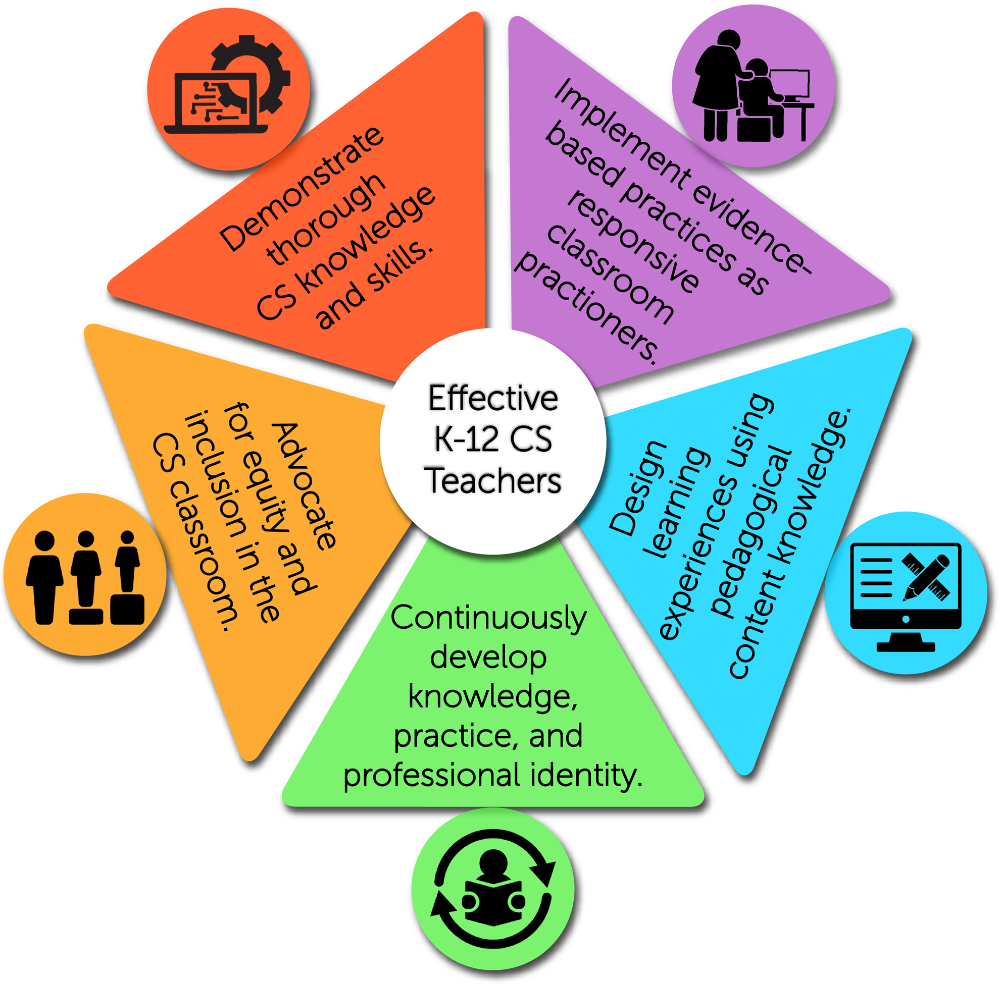 Effective
K-12 CS
Teachers
Demonstrate
thorough
CS knowledge
and skills.
Implement evidence-
based practices as
responsive
classroom
practioners.
Design
learning
experiences using
pedagogical
content knowledge.
Continuously
develop
knowledge,
practice, and
professional identity.
Advocate
for equity and
inclusion in the
CS classroom.